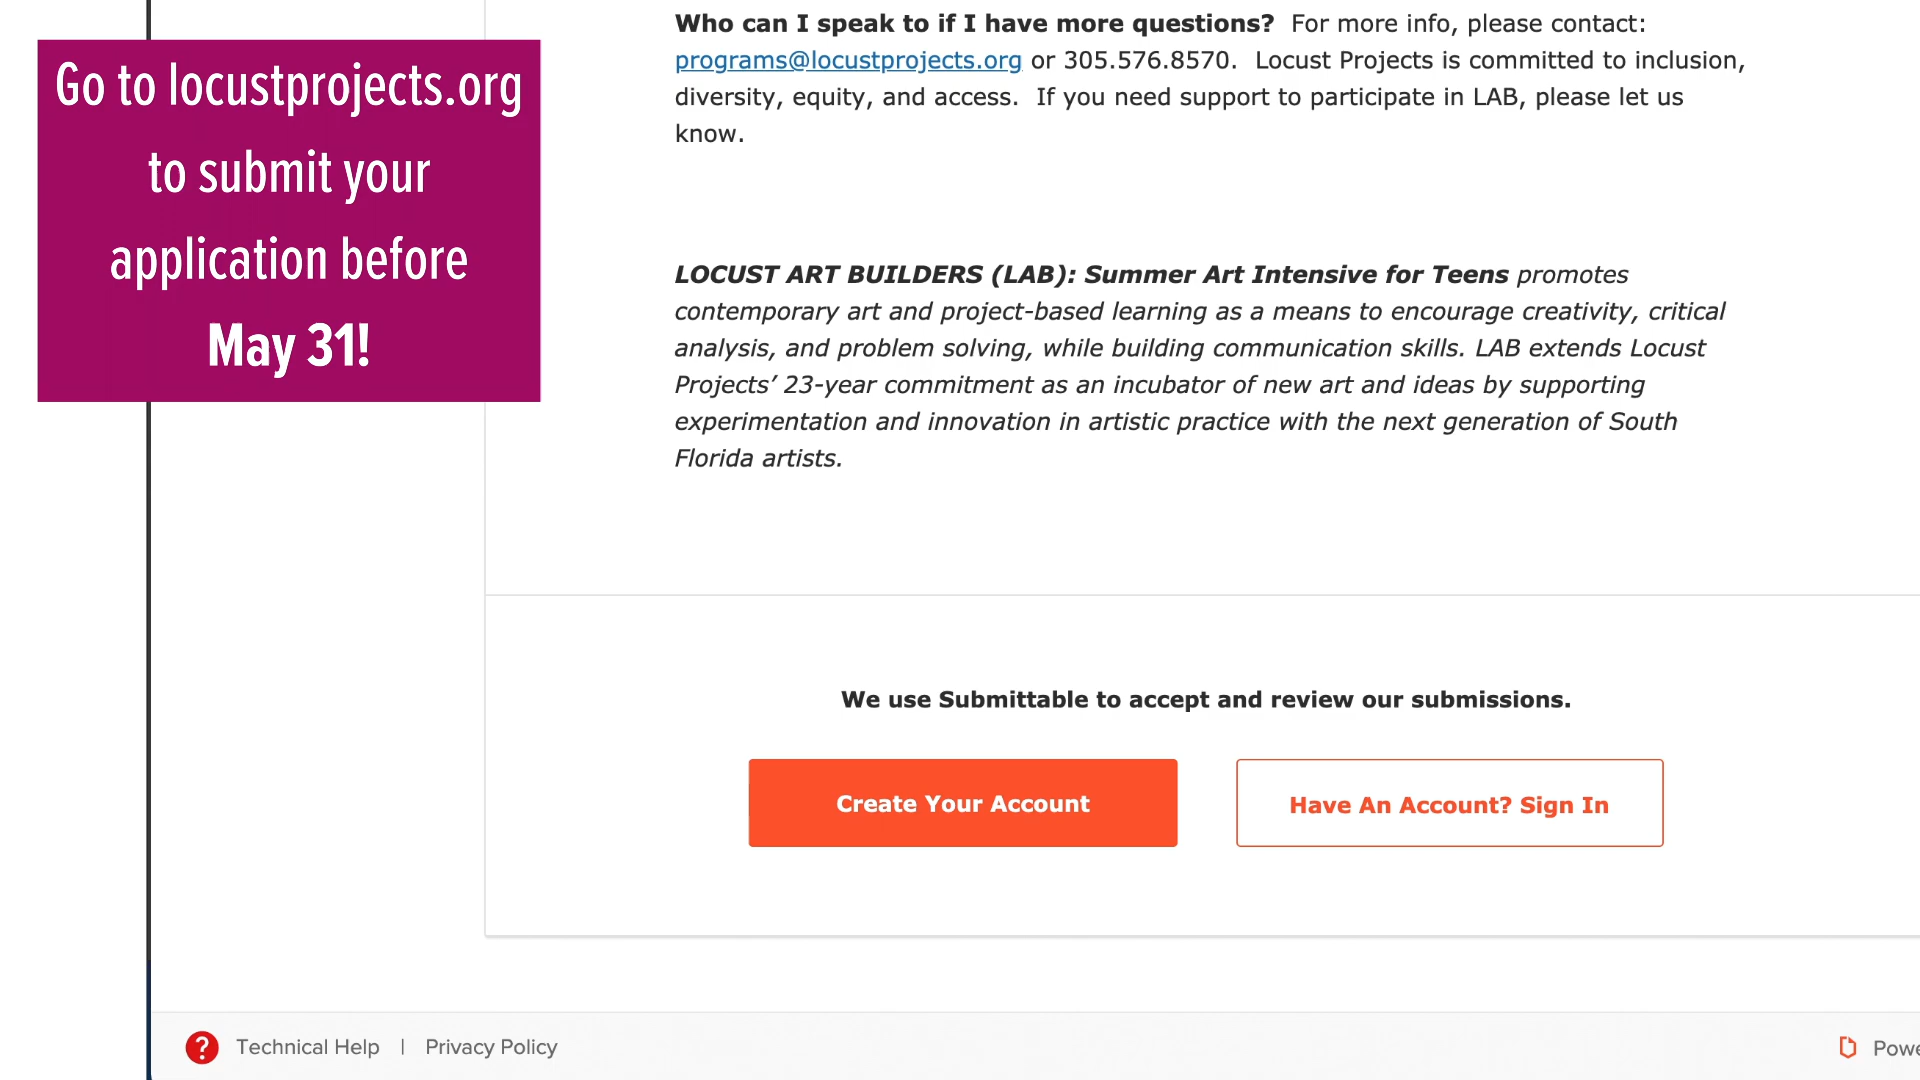 Go to locustprojects.org
to submit your
application before
May 31!
Who can I speak to if I have more questions? For more info, please contact:
programs@locustprojects.org or 305.576.8570. Locust Projects is committed to inclusion,
diversity, equity, and access. If you need support to participate in LAB, please let us
know.
LOCUST ART BUILDERS (LAB): Summer Art Intensive for Teens promotes
contemporary art and project-based learning as a means to encourage creativity, critical
analysis, and problem solving, while building communication skills. LAB extends Locust
Projects’ 23-year commitment as an incubator of new art and ideas by supporting
experimentation and innovation in artistic practice with the next generation of South
Florida artists.
We use Submittable to accept and review our submissions.
Create Your Account
Have An Account? Sign In
? Technical Help | Privacy Policy